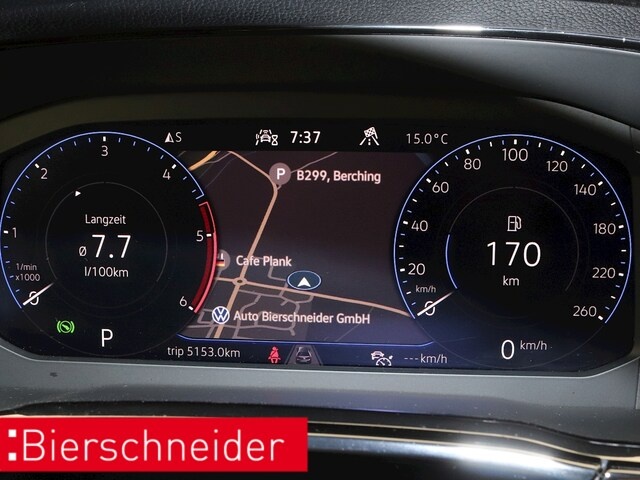 S
7:37
15.0°C
P B299, Berching
Cafe Plank
Auto Bierschneider GmbH
1 2 3 4 5 6
1/min
x1000
0
Langzeit
Ø 7.7
l/100km
P
0 20 40 60 80 100 120 140 180 220 260
km/h
170
km
0 km/h
trip 5153.0km
--- km/h
Bierschneider